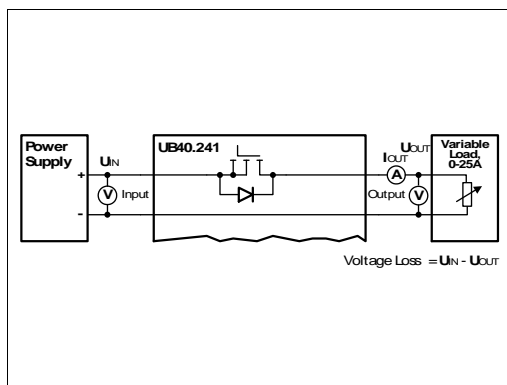 Power
Supply
+
-
UIN
V
Input
UB40.241
UOUT
IOUT
A
Output
V
Variable
Load,
0-25A
Voltage Loss = UIN - UOUT